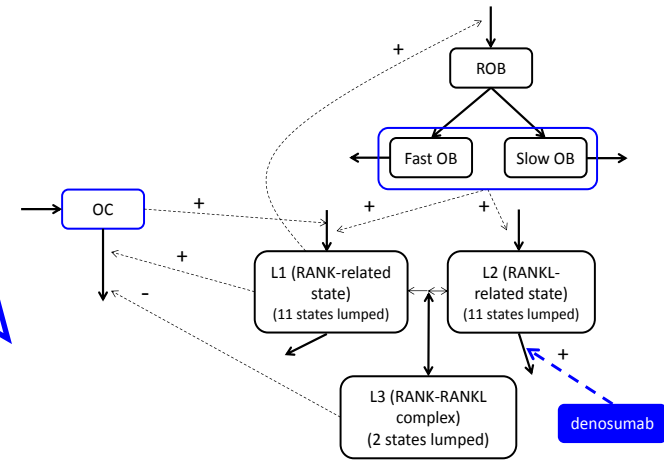 +
ROB
Fast OB
Slow OB
OC
+
+
+
+
-
L1 (RANK-related
state)
(11 states lumped)
L2 (RANKL-
related state)
(11 states lumped)
+
L3 (RANK-RANKL
complex)
(2 states lumped)
denosumab